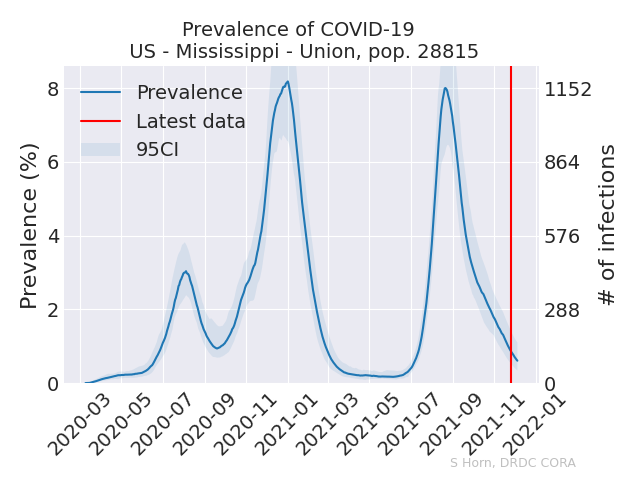 Prevalence of COVID-19
US - Mississippi - Union, pop. 28815
Prevalence
Latest data
95CI
Prevalence (%)
8
6
4
2
0
1152
864
576
288
0
# of infections
2020-03
2020-05
2020-07
2020-09
2020-11
2021-01
2021-03
2021-05
2021-07
2021-09
2021-11
2022-01
S Horn, DRDC CORA